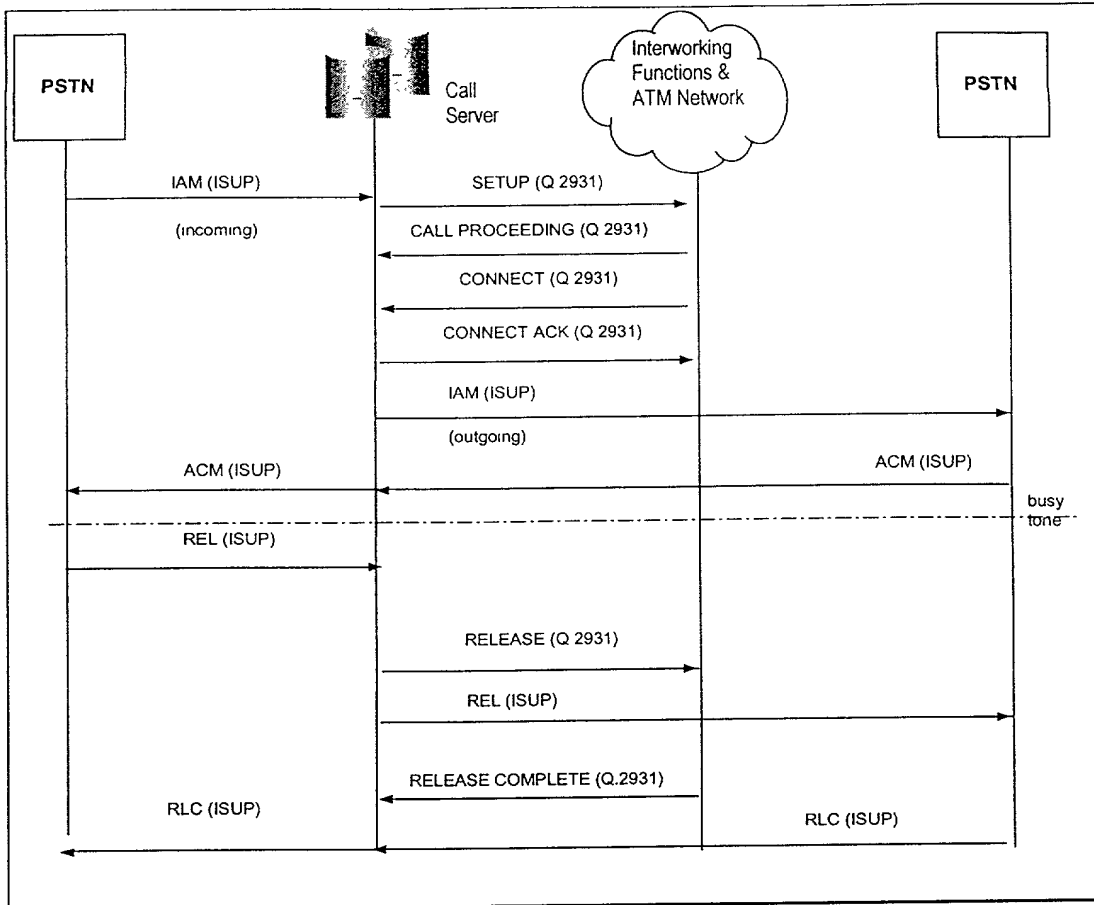 PSTN
Call
Server
Interworking
Functions &
ATM Network
PSTN
IAM (ISUP)
SETUP (Q 2931)
(incoming)
CALL PROCEEDING (Q 2931)
CONNECT (Q 2931)
CONNECT ACK (Q 2931)
IAM (ISUP)
(outgoing)
ACM (ISUP)
ACM (ISUP)
busy
tone
REL (ISUP)
RELEASE (Q 2931)
REL (ISUP)
RELEASE COMPLETE (Q.2931)
RLC (ISUP)
RLC (ISUP)